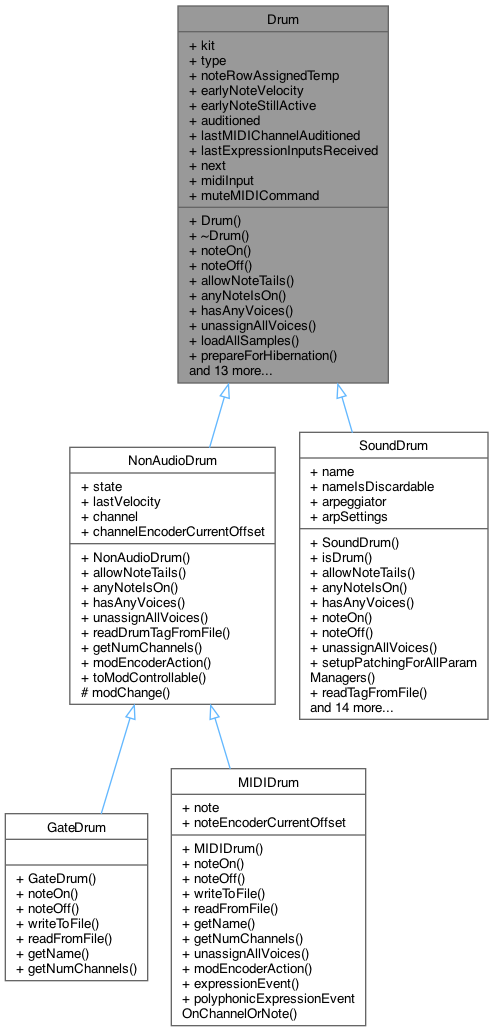 Drum
+ kit
+ type
+ noteRowAssignedTemp
+ earlyNoteVelocity
+ earlyNoteStillActive
+ auditioned
+ lastMIDIChannelAuditioned
+ lastExpressionInputsReceived
+ next
+ midiInput
+ muteMIDICommand
+ Drum()
+ ~Drum()
+ noteOn()
+ noteOff()
+ allowNoteTails()
+ anyNoteIsOn()
+ hasAnyVoices()
+ unassignAllVoices()
+ loadAllSamples()
+ prepareForHibernation()
and 13 more...
NonAudioDrum
+ state
+ lastVelocity
+ channel
+ channelEncoderCurrentOffset
+ NonAudioDrum()
+ allowNoteTails()
+ anyNoteIsOn()
+ hasAnyVoices()
+ unassignAllVoices()
+ readDrumTagFromFile()
+ getNumChannels()
+ modEncoderAction()
+ toModControllable()
# modChange()
SoundDrum
+ name
+ nameIsDiscardable
+ arpeggiator
+ arpSettings
+ SoundDrum()
+ isDrum()
+ allowNoteTails()
+ anyNoteIsOn()
+ hasAnyVoices()
+ noteOn()
+ noteOff()
+ unassignAllVoices()
+ setupPatchingForAllParam
Managers()
+ readTagFromFile()
and 14 more...
GateDrum
+ GateDrum()
+ noteOn()
+ noteOff()
+ writeToFile()
+ readFromFile()
+ getName()
+ getNumChannels()
MIDIDrum
+ note
+ noteEncoderCurrentOffset
+ MIDIDrum()
+ noteOn()
+ noteOff()
+ writeToFile()
+ readFromFile()
+ getName()
+ getNumChannels()
+ unassignAllVoices()
+ modEncoderAction()
+ expressionEvent()
+ polyphonicExpressionEvent
OnChannelOrNote()